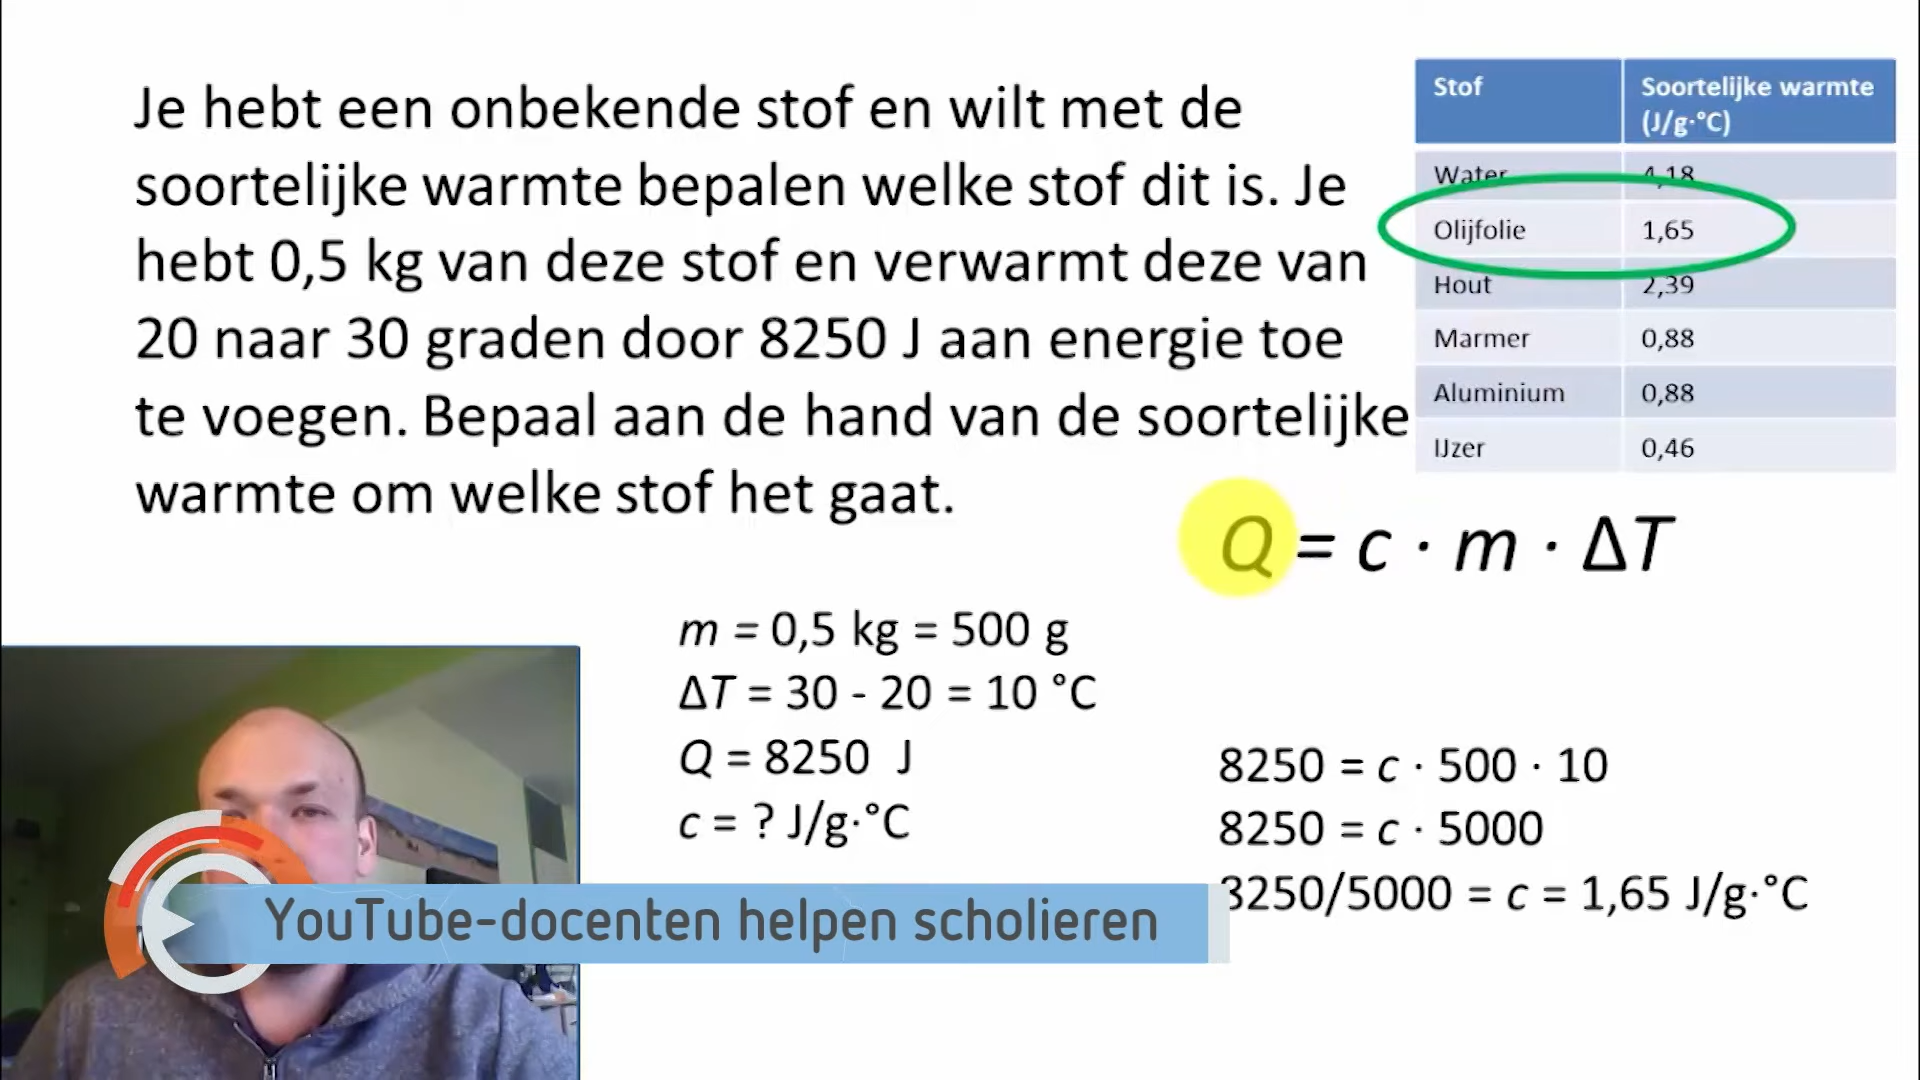 Je hebt een onbekende stof en wilt met de
soortelijke warmte bepalen welke stof dit is. Je
hebt 0,5 kg van deze stof en verwarmt deze van
20 naar 30 graden door 8250 J aan energie toe
te voegen. Bepaal aan de hand van de soortelijke
warmte om welke stof het gaat.
Stof Soortelijke warmte
(J/g·°C)
Water 4,18
Olijfolie 1,65
Hout 2,39
Marmer 0,88
Aluminium 0,88
IJzer 0,46
Q = c · m · ΔT
m = 0,5 kg = 500 g
ΔT = 30 - 20 = 10 °C
Q = 8250 J
c = ? J/g·°C
8250 = c · 500 · 10
8250 = c · 5000
8250/5000 = c = 1,65 J/g·°C
YouTube-docenten helpen scholieren